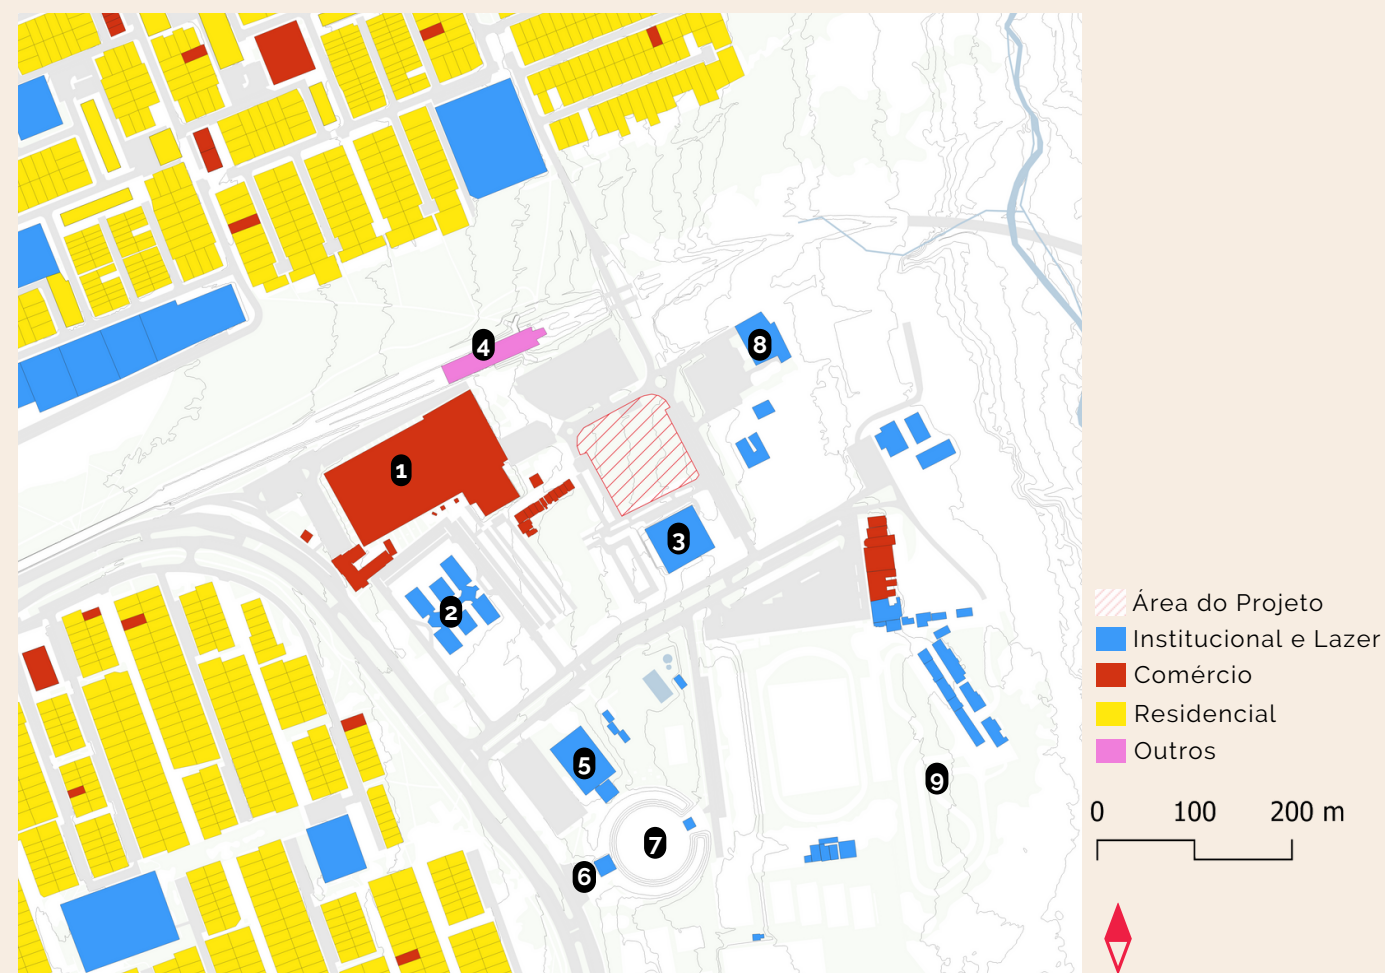 4
8
1
3
2
5
7
6
9
Área do Projeto
Institucional e Lazer
Comércio
Residencial
Outros
0 100 200 m